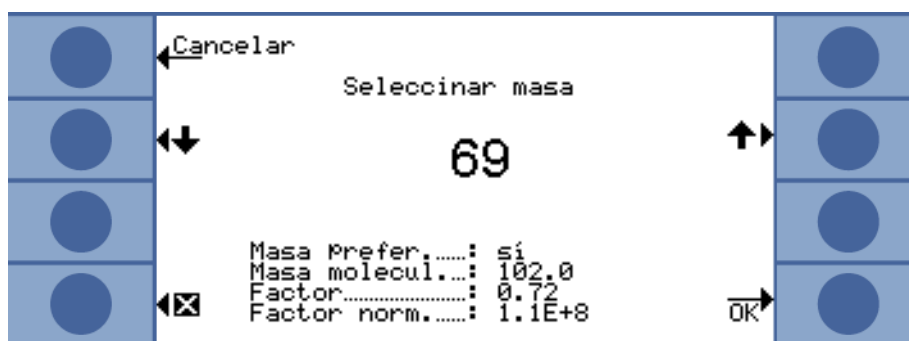 Cancelar
Seleccinar masa
69
Masa Prefer.....: sí
Masa molecul...: 102.0
Factor..................: 0.72
Factor norm.....: 1.1E+8
OK